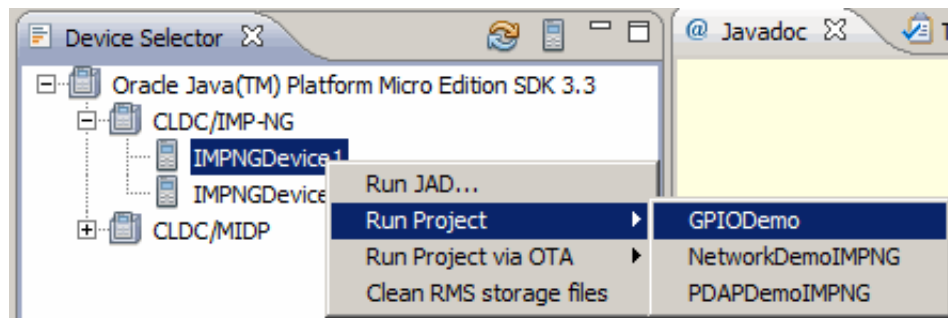 Device Selector
@ Javadoc
Oracle Java(TM) Platform Micro Edition SDK 3.3
CLDC/IMP-NG
IMPNGDevice1
IMPNGDevice
CLDC/MIDP
Run JAD...
Run Project
Run Project via OTA
Clean RMS storage files
GPIODemo
NetworkDemoIMPNG
PDAPDemoIMPNG